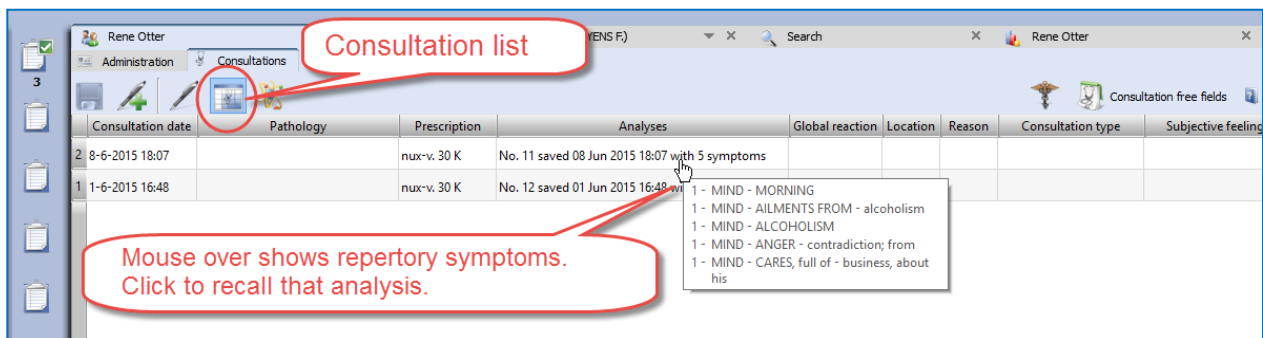 Rene Otter
YENS F.)
Search
Rene Otter
Consultation list
Administration
Consultations
3
Consultation free fields
Consultation date Pathology Prescription Analyses Global reaction Location Reason Consultation type Subjective feeling
2 8-6-2015 18:07 nux-v. 30 K No. 11 saved 08 Jun 2015 18:07 with 5 symptoms
1 1-6-2015 16:48 nux-v. 30 K No. 12 saved 01 Jun 2015 16:48 wi
1 - MIND - MORNING
1 - MIND - AILMENTS FROM - alcoholism
1 - MIND - ALCOHOLISM
1 - MIND - ANGER - contradiction; from
1 - MIND - CARES, full of - business, about
his
Mouse over shows repertory symptoms.
Click to recall that analysis.